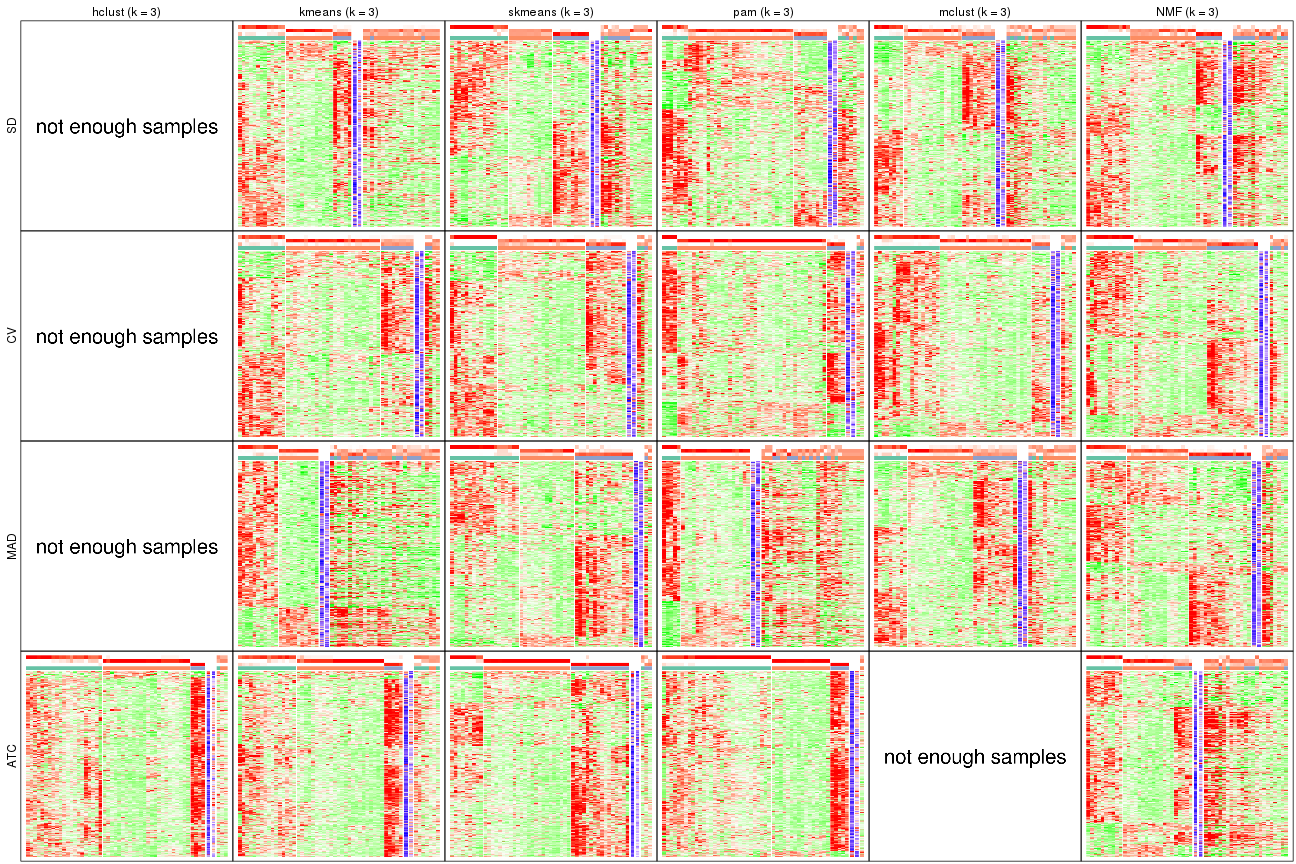 hclust (k = 3) kmeans (k = 3) skmeans (k = 3) pam (k = 3) mclust (k = 3) NMF (k = 3)
SD
not enough samples
CV
not enough samples
MAD
not enough samples
ATC
not enough samples